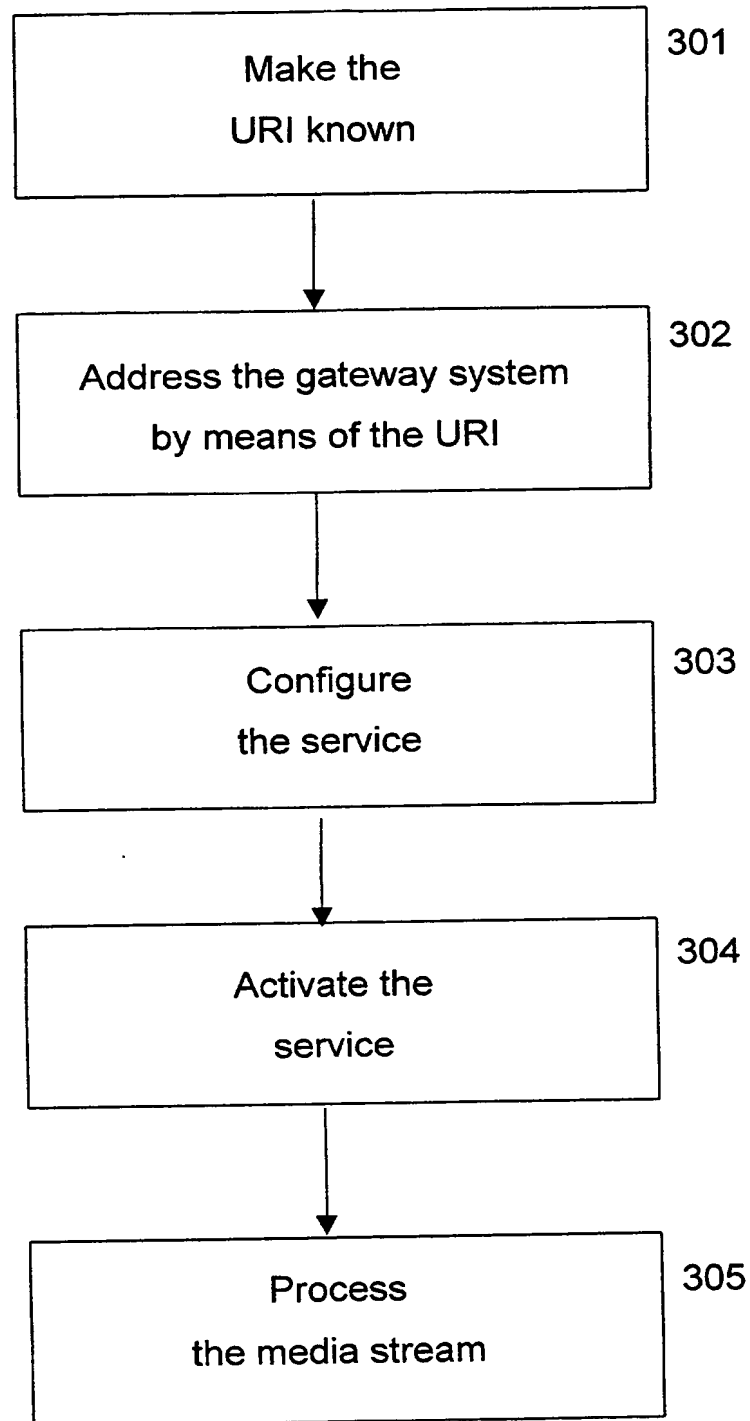 301
Make the
URI known
302
Address the gateway system
by means of the URI
303
Configure
the service
304
Activate the
service
305
Process
the media stream